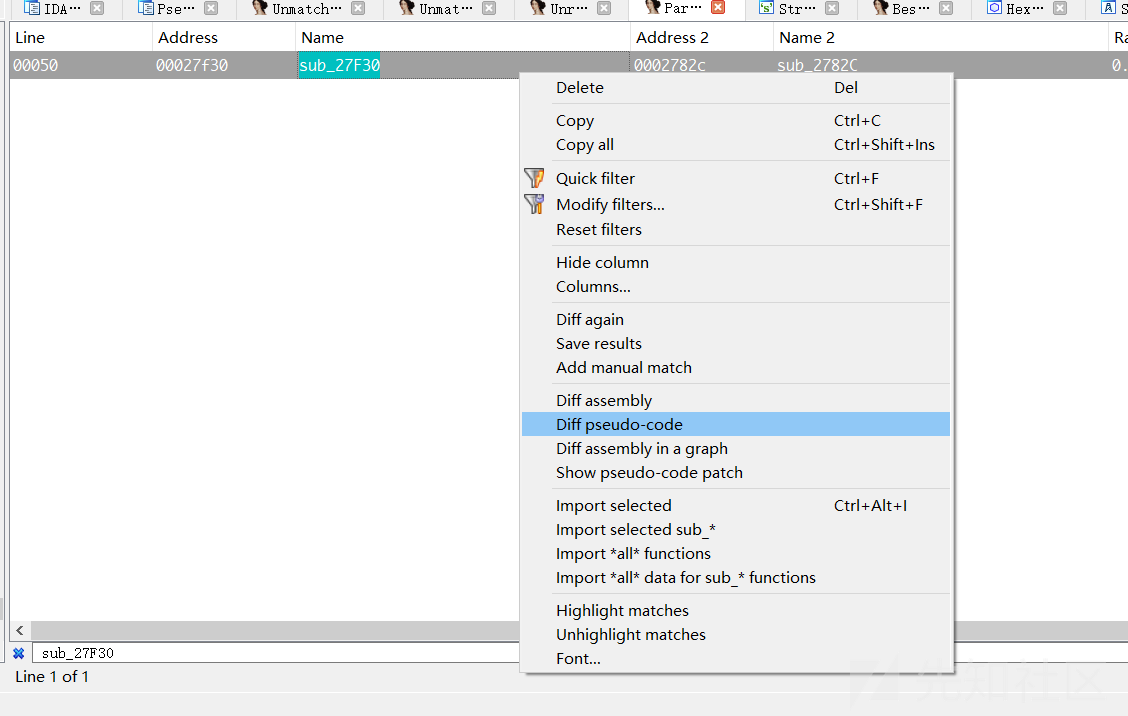 IDA… Pse… Unmatch… Unmat… Unr… Par… Str… Bes… Hex… S
Line Address Name Address 2 Name 2 Ra
00050 00027f30 sub_27F30 0002782c sub_2782C 0.
Delete Del
Copy Ctrl+C
Copy all Ctrl+Shift+Ins
Quick filter Ctrl+F
Modify filters... Ctrl+Shift+F
Reset filters
Hide column
Columns...
Diff again
Save results
Add manual match
Diff assembly
Diff pseudo-code
Diff assembly in a graph
Show pseudo-code patch
Import selected Ctrl+Alt+I
Import selected sub_*
Import *all* functions
Import *all* data for sub_* functions
Highlight matches
Unhighlight matches
Font...
sub_27F30
Line 1 of 1
先知社区